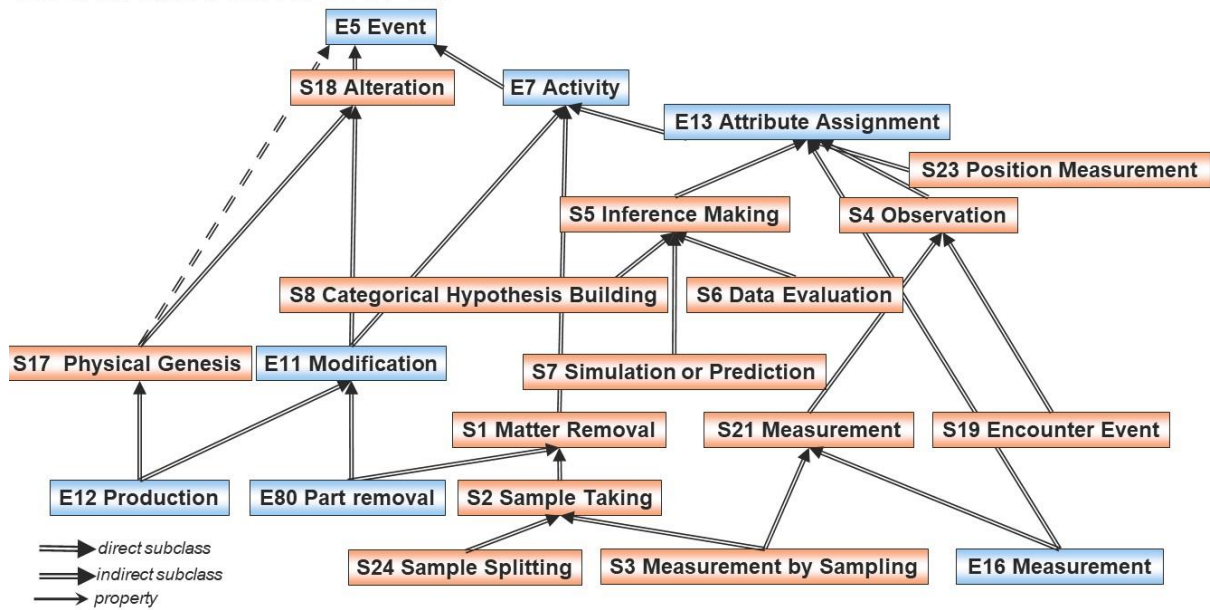 E5 Event
S18 Alteration
E7 Activity
E13 Attribute Assignment
S23 Position Measurement
S5 Inference Making
S4 Observation
S8 Categorical Hypothesis Building
S6 Data Evaluation
S17 Physical Genesis
E11 Modification
S7 Simulation or Prediction
S1 Matter Removal
S21 Measurement
S19 Encounter Event
E12 Production
E80 Part removal
S2 Sample Taking
direct subclass
S24 Sample Splitting
S3 Measurement by Sampling
E16 Measurement
indirect subclass
property